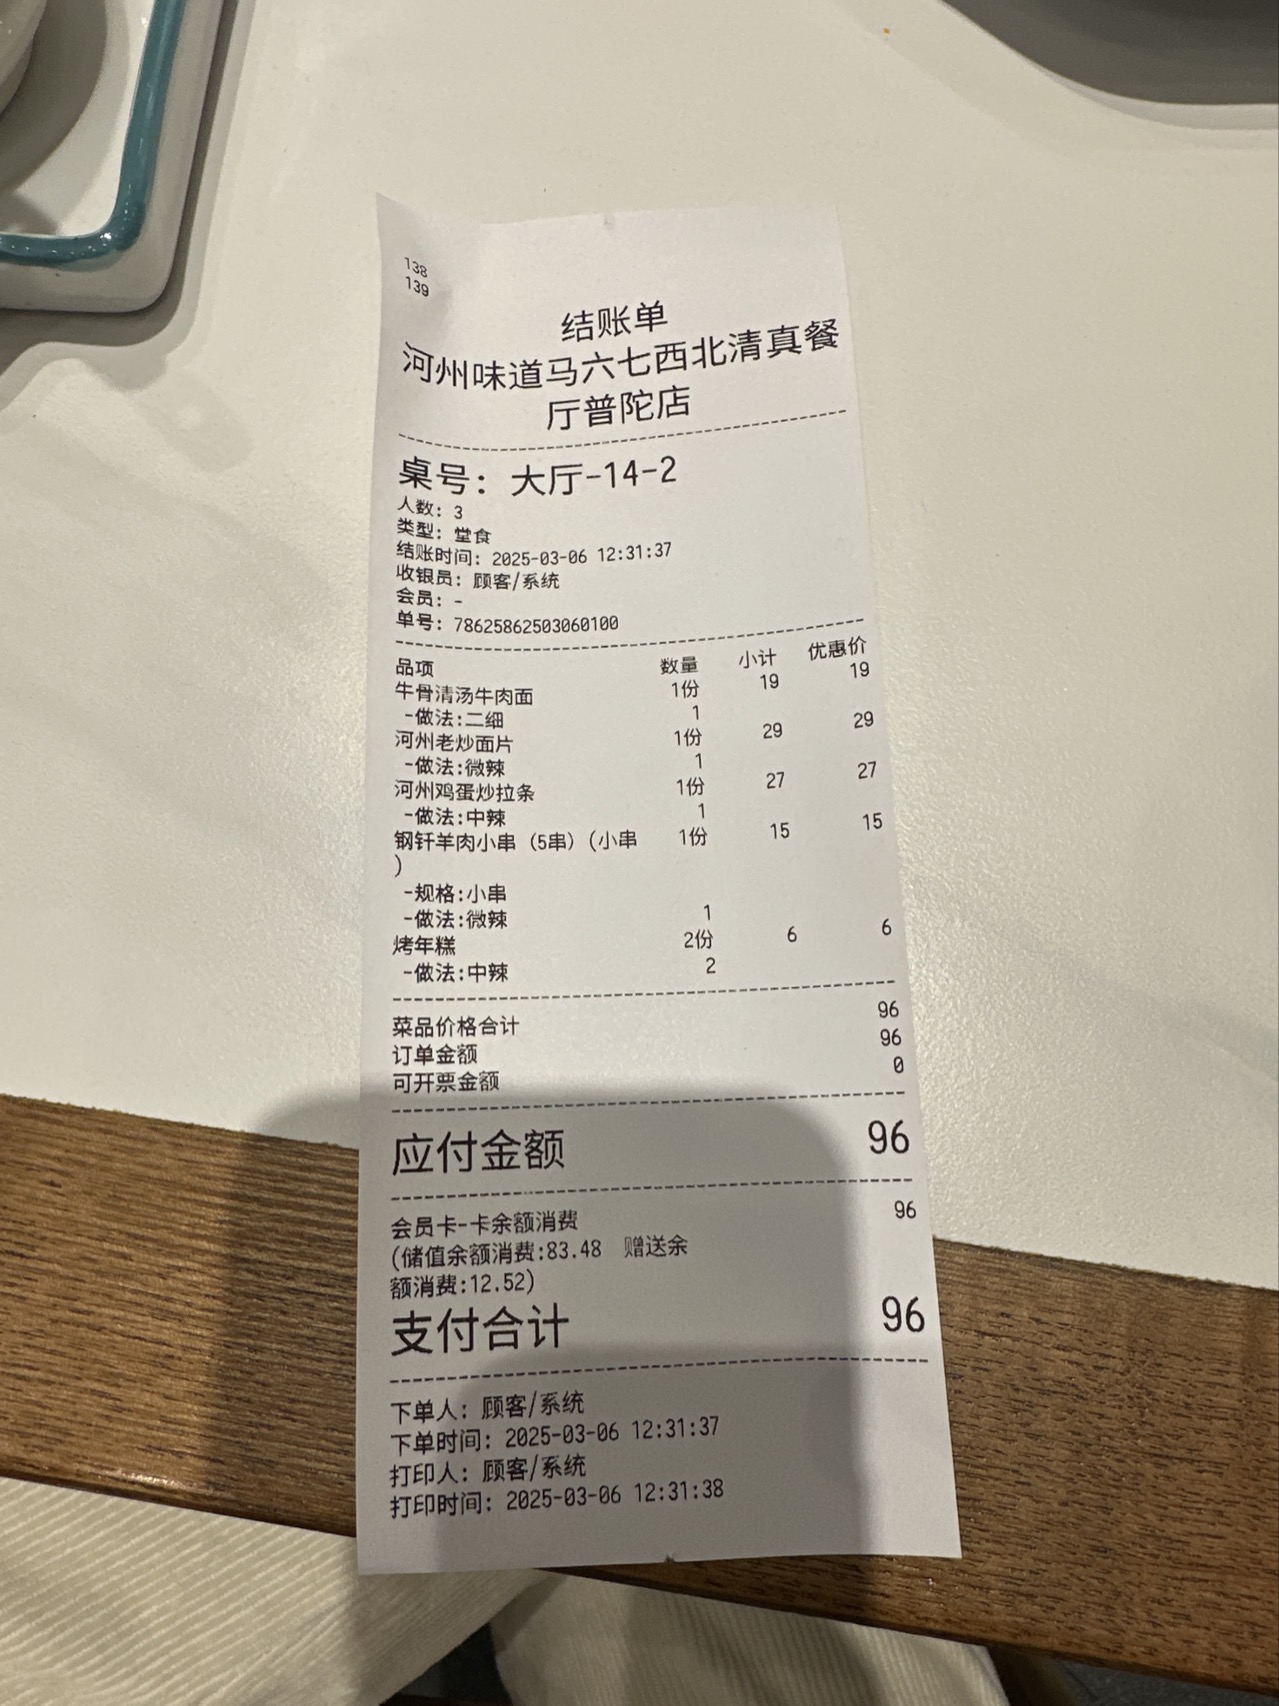 138
139
结账单
河州味道马六七西北清真餐
厅普陀店
桌号：大厅-14-2
人数：3
类型：堂食
结账时间：2025-03-06 12:31:37
收银员：顾客/系统
会员：-
单号：78625862503060100
品项 数量 小计 优惠价
牛骨清汤牛肉面 1份 19 19
-做法:二细 1
河州老炒面片 1份 29 29
-做法:微辣 1
河州鸡蛋炒拉条 1份 27 27
-做法:中辣 1
钢钎羊肉小串（5串）(小串 1份 15 15
)
-规格:小串
-做法:微辣 1
烤年糕 2份 6 6
-做法:中辣 2
菜品价格合计 96
订单金额 96
可开票金额 0
应付金额 96
会员卡-卡余额消费 96
(储值余额消费:83.48 赠送余
额消费:12.52)
支付合计 96
下单人：顾客/系统
下单时间：2025-03-06 12:31:37
打印人：顾客/系统
打印时间：2025-03-06 12:31:38